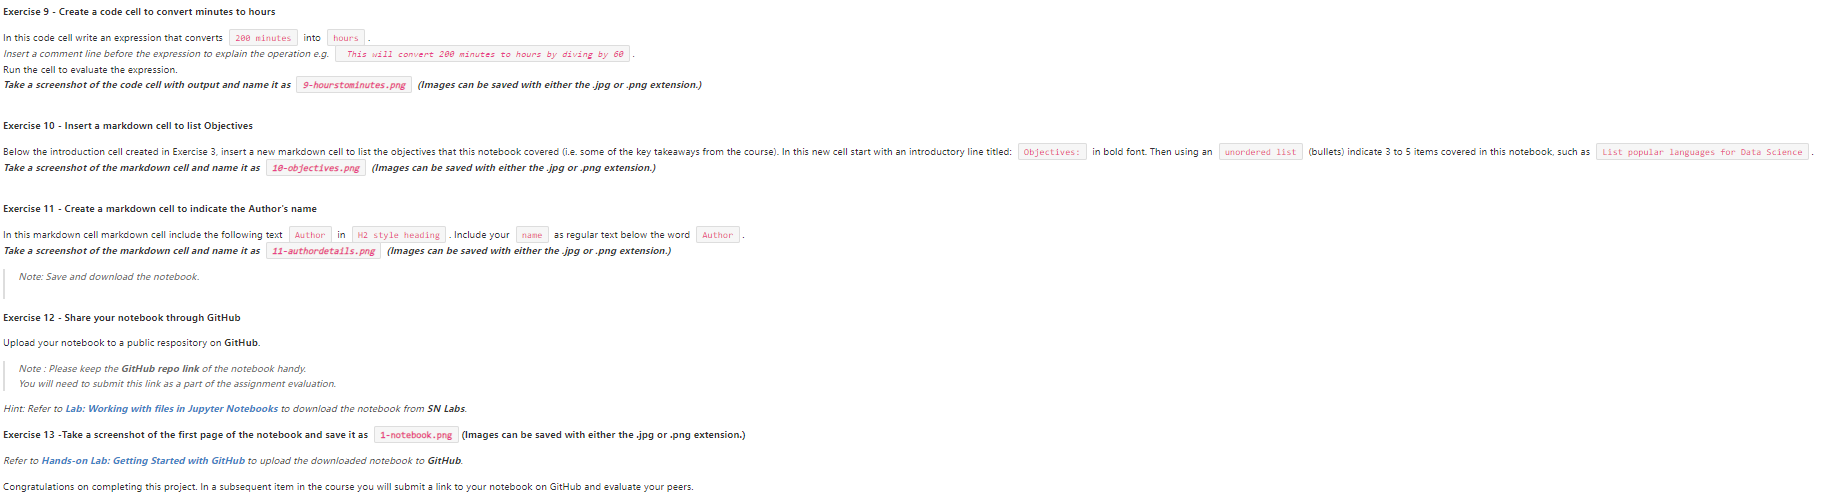 Exercise 9 - Create a code cell to convert minutes to hours
In this code cell write an expression that converts 200 minutes into hours .
Insert a comment line before the expression to explain the operation e.g. This will convert 200 minutes to hours by diving by 60 .
Run the cell to evaluate the expression.
Take a screenshot of the code cell with output and name it as 9-hourstominutes.png (Images can be saved with either the .jpg or .png extension.)
Exercise 10 - Insert a markdown cell to list Objectives
Below the introduction cell created in Exercise 3, insert a new markdown cell to list the objectives that this notebook covered (i.e. some of the key takeaways from the course). In this new cell start with an introductory line titled: Objectives: in bold font. Then using an unordered list (bullets) indicate 3 to 5 items covered in this notebook, such as List popular languages for Data Science .
Take a screenshot of the markdown cell and name it as 10-objectives.png (Images can be saved with either the .jpg or .png extension.)
Exercise 11 - Create a markdown cell to indicate the Author's name
In this markdown cell markdown cell include the following text Author in H2 style heading . Include your name as regular text below the word Author .
Take a screenshot of the markdown cell and name it as 11-authordetails.png (Images can be saved with either the .jpg or .png extension.)
Note: Save and download the notebook.
Exercise 12 - Share your notebook through GitHub
Upload your notebook to a public respository on GitHub.
Note : Please keep the GitHub repo link of the notebook handy.
You will need to submit this link as a part of the assignment evaluation.
Hint: Refer to Lab: Working with files in Jupyter Notebooks to download the notebook from SN Labs.
Exercise 13 -Take a screenshot of the first page of the notebook and save it as 1-notebook.png (Images can be saved with either the .jpg or .png extension.)
Refer to Hands-on Lab: Getting Started with GitHub to upload the downloaded notebook to GitHub.
Congratulations on completing this project. In a subsequent item in the course you will submit a link to your notebook on GitHub and evaluate your peers.